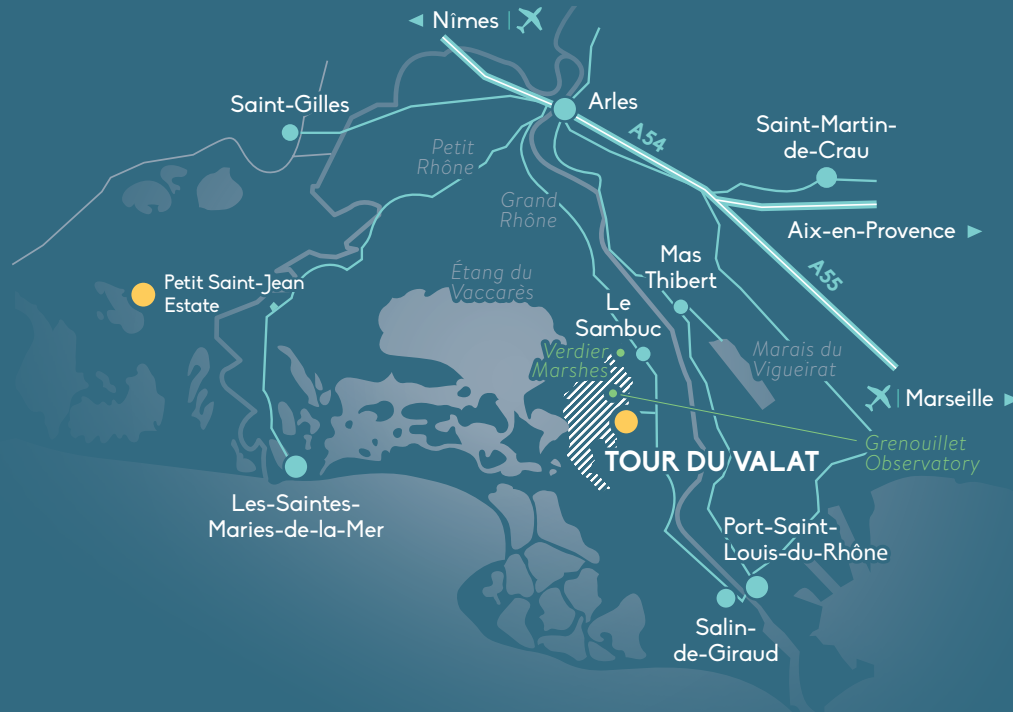 Nîmes
Saint-Gilles
Arles
A54
Saint-Martin-
de-Crau
Petit
Rhône
Grand
Rhône
Aix-en-Provence
Petit Saint-Jean
Estate
Étang du
Vaccarès
Mas
Thibert
A55
Le
Sambuc
Verdier
Marshes
Marais du
Vigueirat
Marseille
Grenouillet
Observatory
TOUR DU VALAT
Les-Saintes-
Maries-de-la-Mer
Port-Saint-
Louis-du-Rhône
Salin-
de-Giraud